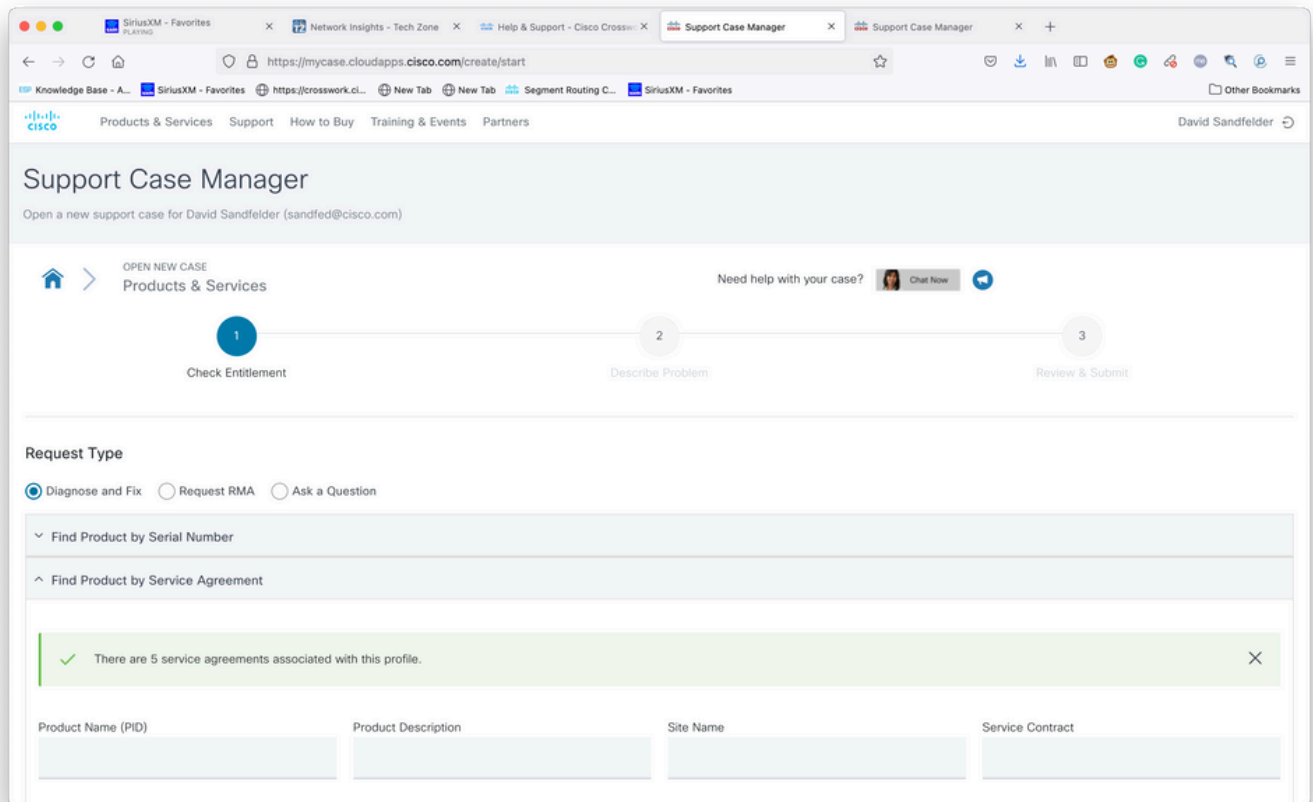 SiriusXM - Favorites
PLAYING
Network Insights - Tech Zone
Help & Support - Cisco Crossw
Support Case Manager
Support Case Manager
https://mycase.cloudapps.cisco.com/create/start
Knowledge Base - A... SiriusXM - Favorites https://crosswork.ci... New Tab New Tab Segment Routing C... SiriusXM - Favorites Other Bookmarks
CISCO Products & Services Support How to Buy Training & Events Partners David Sandfelder
Support Case Manager
Open a new support case for David Sandfelder (sandfed@cisco.com)
OPEN NEW CASE
Products & Services
Need help with your case? Chat Now
1 2 3
Check Entitlement Describe Problem Review & Submit
Request Type
Diagnose and Fix Request RMA Ask a Question
Find Product by Serial Number
Find Product by Service Agreement
There are 5 service agreements associated with this profile.
Product Name (PID) Product Description Site Name Service Contract